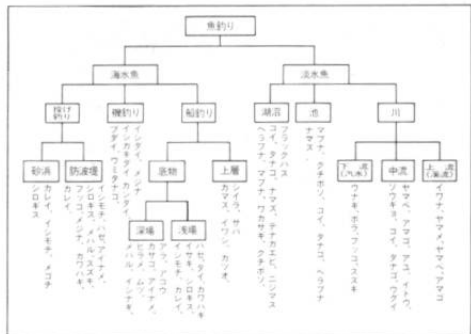 魚釣り
海水魚
淡水魚
投げ釣り
磯釣り
船釣り
湖沼
池
川
砂浜
防波堤
底物
上層
下流(汽水)
中流
上流(渓流)
深場
浅場
カレイ、イシモチ、メゴチ
シロギス
イシモチ、ハゼ、アイナメ、
シロギス、メバル、スズキ、
フッコ、メジナ、カワハギ、
カレイ
イシダイ、メジナ
イシガキダイ、カンダイ、
ブダイ、ウミタナゴ、
アラ、アコウ
カサゴ、アイナメ、
ヒラメ、ムツ、
メバル、イシナギ、
ハゼ、タイ、カワハギ
イサキ、シロギス、
イシモチ、カレイ、
シイラ、サバ
カマス、イワシ、カツオ、
ブラックバス
コイ、タナゴ、ナマズ、テナガエビ、ニジマス
ヘラブナ、マブナ、ワカサギ、クチボソ、
マブナ、クチボソ、コイ、タナゴ、ヘラブナ
ナマズ、
ウナギ、ボラ、フッコ、スズキ
ヤマベ、アマゴ、アユ、イトウ、
ソウギョ、コイ、タナゴ、ウグイ
イワナ、ヤマメ、ヤマベ、アマゴ